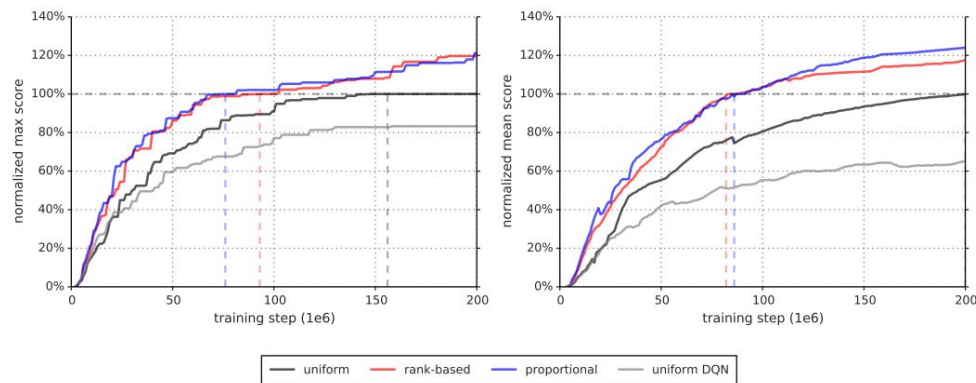 140%
120%
100%
80%
60%
40%
20%
0%
normalized max score
0 50 100 150 200
training step (1e6)
140%
120%
100%
80%
60%
40%
20%
0%
normalized mean score
0 50 100 150 200
training step (1e6)
uniform rank-based proportional uniform DQN